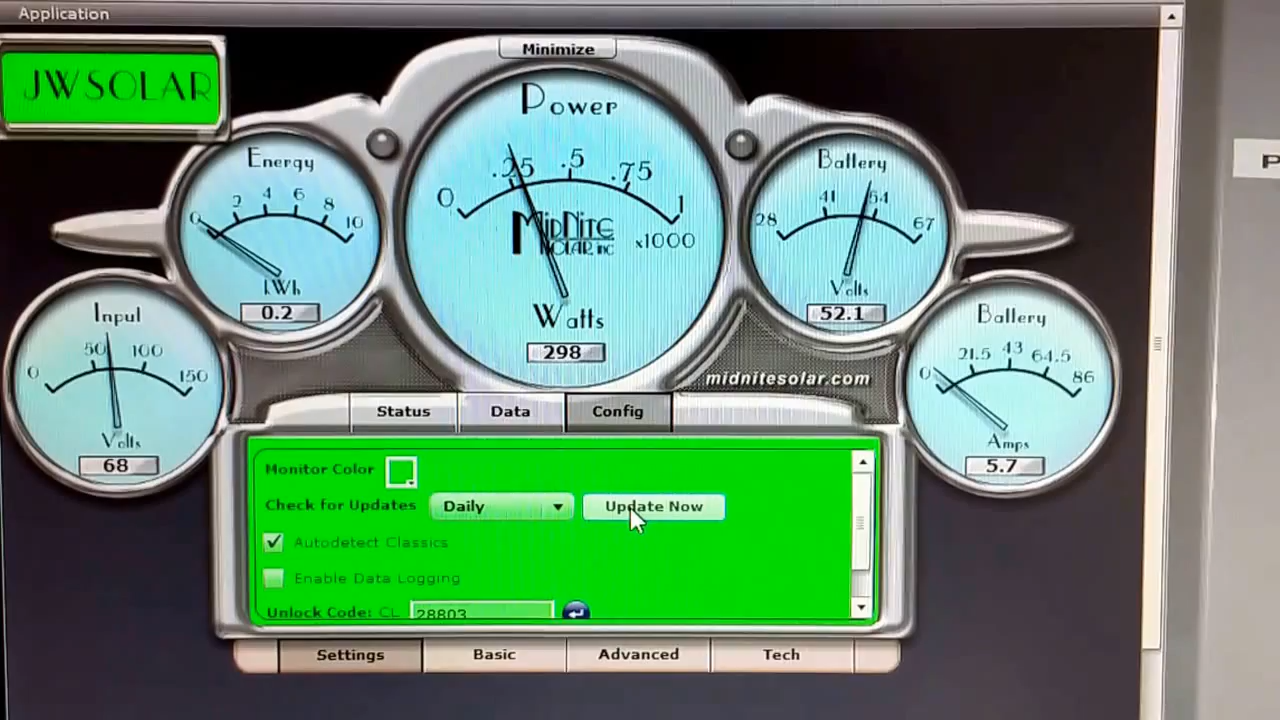 Application
Minimize
JWSOLAR
Power
0 .25 .5 .75 1
MidNite
SOLAR INC
x1000
Watts
298
Energy
0 2 4 6 8 10
kWh
0.2
Battery
28 41 54 67
Volts
52.1
Input
0 50 100 150
Volts
68
Battery
0 21.5 43 64.5 86
Amps
5.7
midnitesolar.com
Status Data Config
Monitor Color
Check for Updates Daily Update Now
Autodetect Classics
Enable Data Logging
Unlock Code: CL 28803
Settings Basic Advanced Tech